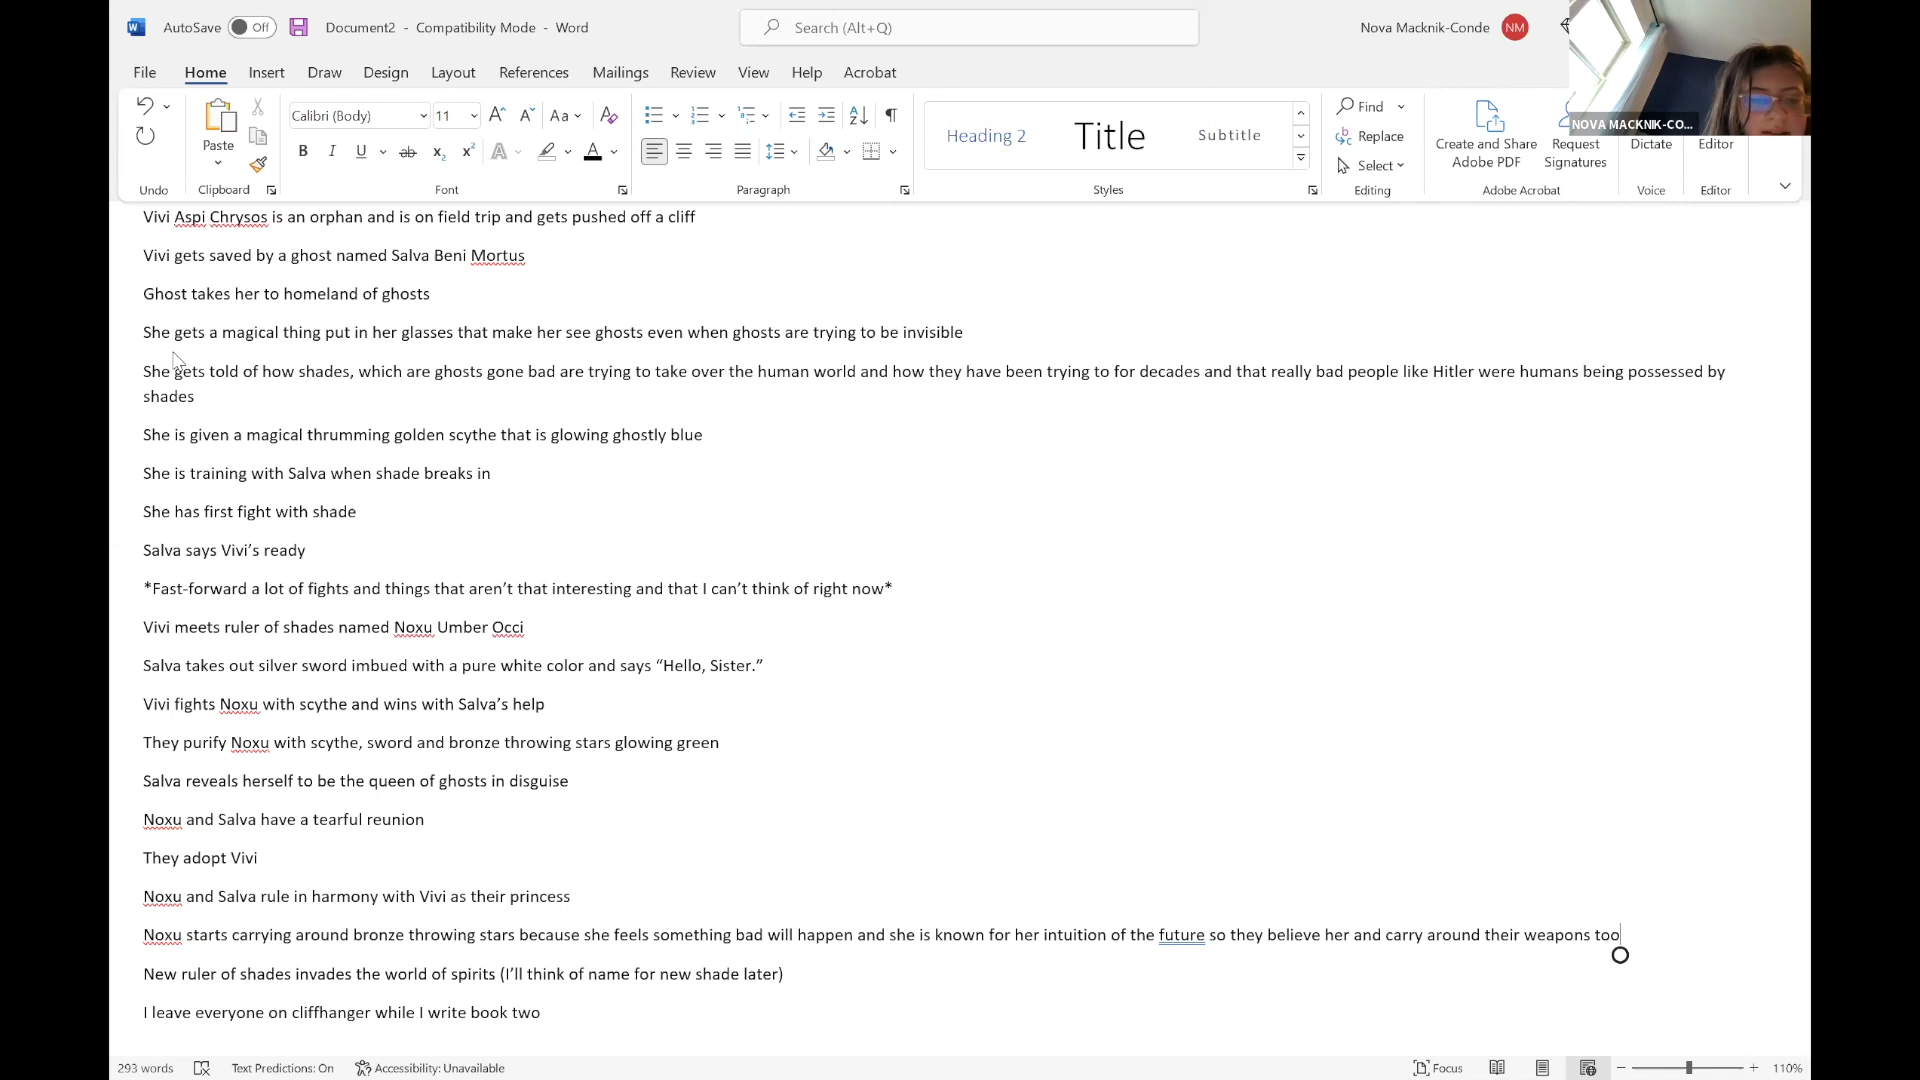 AutoSave Off Document2 - Compatibility Mode - Word Search (Alt+Q) Nova Macknik-Conde NM
File Home Insert Draw Design Layout References Mailings Review View Help Acrobat
Calibri (Body) 11 Aa
Heading 2 Title Subtitle
Find
Replace
Select
Paste
B I U ab x2 x2 A A
Create and Share Adobe PDF
Request Signatures
Dictate
Editor
NOVA MACKNIK-CO...
Undo Clipboard Font Paragraph Styles Editing Adobe Acrobat Voice Editor
Vivi Aspi Chrysos is an orphan and is on field trip and gets pushed off a cliff
Vivi gets saved by a ghost named Salva Beni Mortus
Ghost takes her to homeland of ghosts
She gets a magical thing put in her glasses that make her see ghosts even when ghosts are trying to be invisible
She gets told of how shades, which are ghosts gone bad are trying to take over the human world and how they have been trying to for decades and that really bad people like Hitler were humans being possessed by
shades
She is given a magical thrumming golden scythe that is glowing ghostly blue
She is training with Salva when shade breaks in
She has first fight with shade
Salva says Vivi’s ready
*Fast-forward a lot of fights and things that aren’t that interesting and that I can’t think of right now*
Vivi meets ruler of shades named Noxu Umber Occi
Salva takes out silver sword imbued with a pure white color and says “Hello, Sister.”
Vivi fights Noxu with scythe and wins with Salva’s help
They purify Noxu with scythe, sword and bronze throwing stars glowing green
Salva reveals herself to be the queen of ghosts in disguise
Noxu and Salva have a tearful reunion
They adopt Vivi
Noxu and Salva rule in harmony with Vivi as their princess
Noxu starts carrying around bronze throwing stars because she feels something bad will happen and she is known for her intuition of the future so they believe her and carry around their weapons too
New ruler of shades invades the world of spirits (I’ll think of name for new shade later)
I leave everyone on cliffhanger while I write book two
293 words Text Predictions: On Accessibility: Unavailable Focus 110%